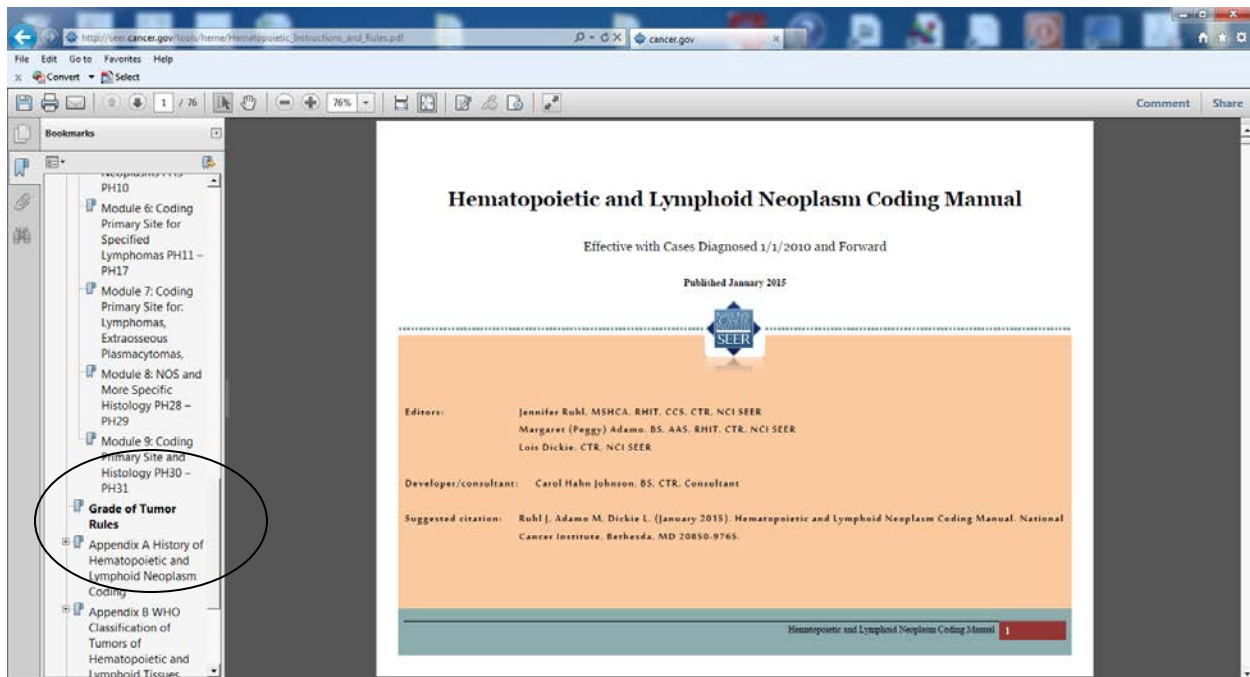 http://seer.cancer.gov/tools/heme/Hematopoietic_Instructions_and_Rules.pdf
cancer.gov
File Edit Go to Favorites Help
Convert Select
1 / 76
76%
Comment Share
Bookmarks
PH10
Module 6: Coding
Primary Site for
Specified
Lymphomas PH11 –
PH17
Module 7: Coding
Primary Site for:
Lymphomas,
Extraosseous
Plasmacytomas,
Module 8: NOS and
More Specific
Histology PH28 –
PH29
Module 9: Coding
Primary Site and
Histology PH30 –
PH31
Grade of Tumor
Rules
Appendix A History of
Hematopoietic and
Lymphoid Neoplasm
Coding
Appendix B WHO
Classification of
Tumors of
Hematopoietic and
Lymphoid Tissues
Hematopoietic and Lymphoid Neoplasm Coding Manual
Effective with Cases Diagnosed 1/1/2010 and Forward
Published January 2015
SEER
Editors: Jennifer Ruhl, MSHCA, RHIT, CCS, CTR, NCI SEER
Margaret (Peggy) Adamo, BS, AAS, RHIT, CTR, NCI SEER
Lois Dickie, CTR, NCI SEER
Developer/consultant: Carol Hahn Johnson, BS, CTR, Consultant
Suggested citation: Ruhl J, Adamo M, Dickie L. (January 2015). Hematopoietic and Lymphoid Neoplasm Coding Manual. National
Cancer Institute, Bethesda, MD 20850-9765.
Hematopoietic and Lymphoid Neoplasm Coding Manual 1